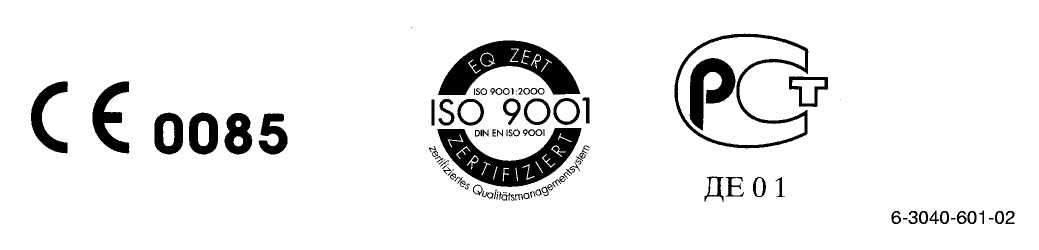 CE 0085
EQ ZERT
ISO 9001:2000
ISO 9001
DIN EN ISO 9001
ZERTIFIZIERT
zertifiziertes Qualitätsmanagementsystem
PCT
ДЕ 0 1
6-3040-601-02